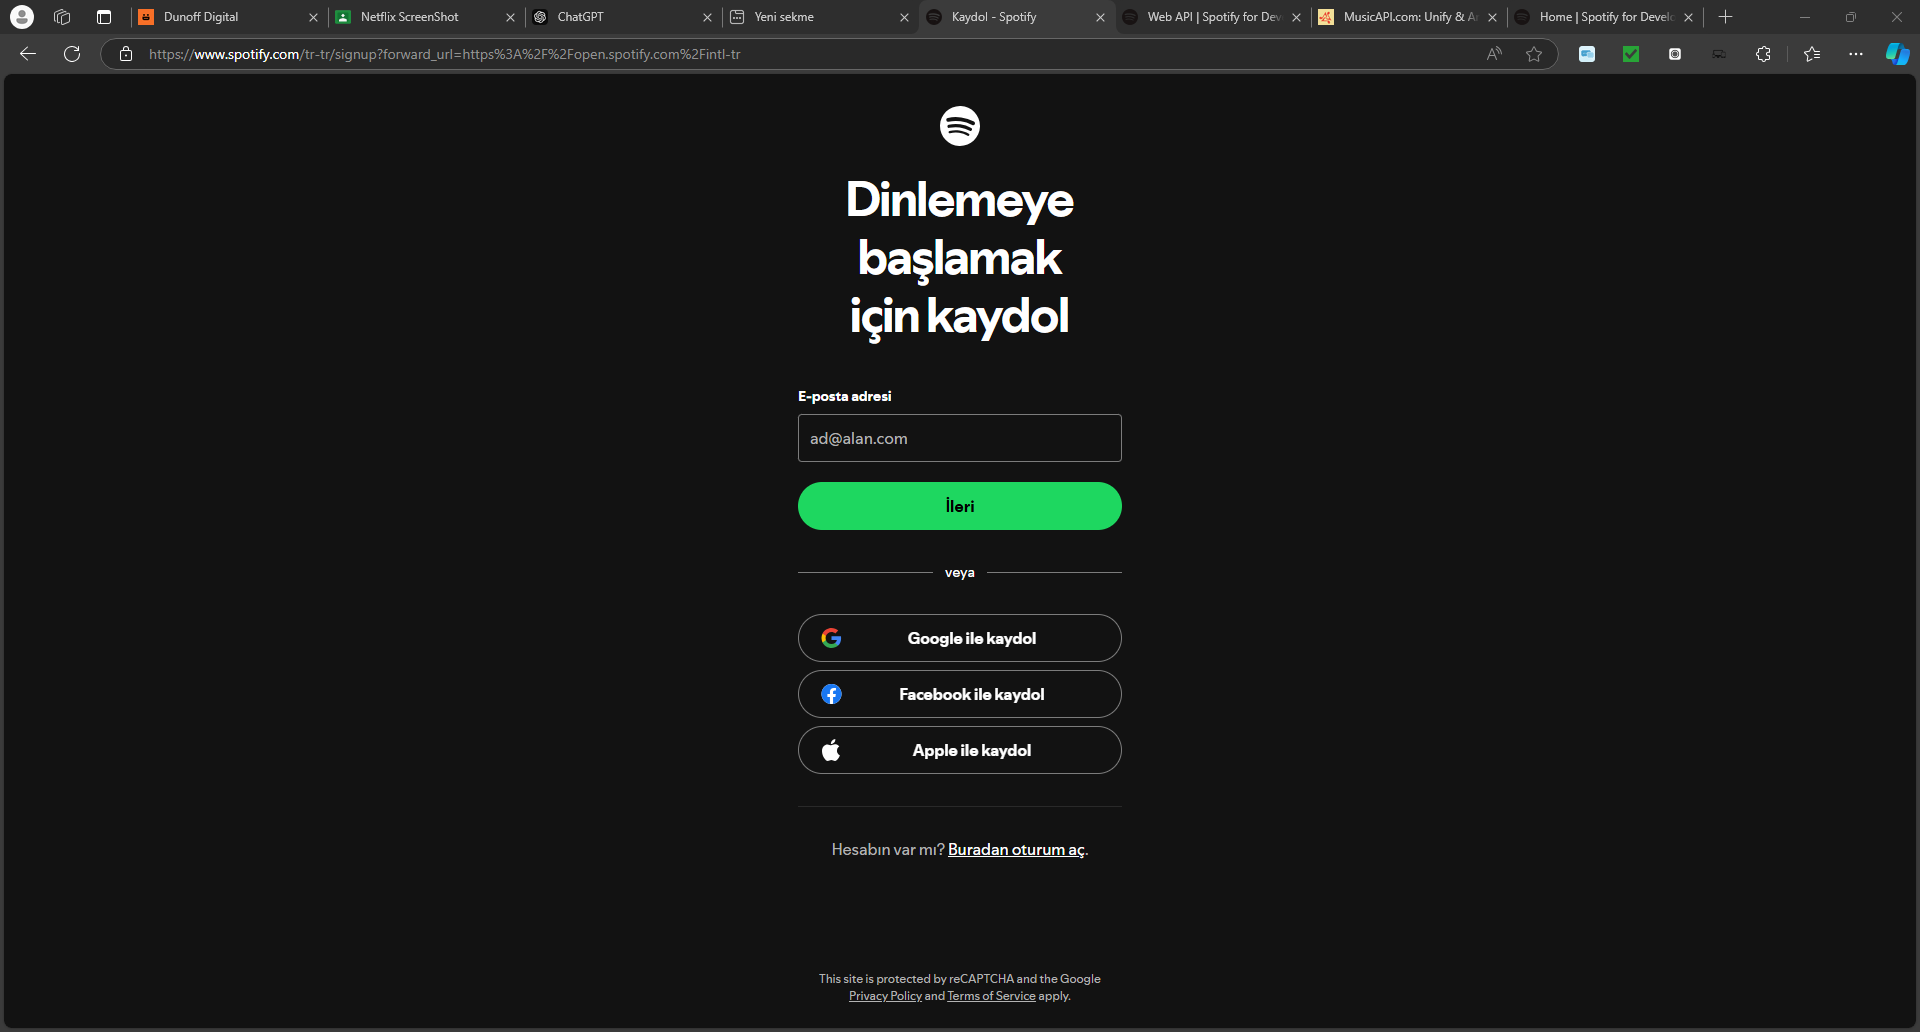 Dunoff Digital
Netflix ScreenShot
ChatGPT
Yeni sekme
Kaydol - Spotify
Web API | Spotify for Dev
MusicAPI.com: Unify & A
Home | Spotify for Devel
https://www.spotify.com/tr-tr/signup?forward_url=https%3A%2F%2Fopen.spotify.com%2Fintl-tr
Dinlemeye
başlamak
için kaydol
E-posta adresi
ad@alan.com
İleri
veya
Google ile kaydol
Facebook ile kaydol
Apple ile kaydol
Hesabın var mı? Buradan oturum aç.
This site is protected by reCAPTCHA and the Google
Privacy Policy and Terms of Service apply.